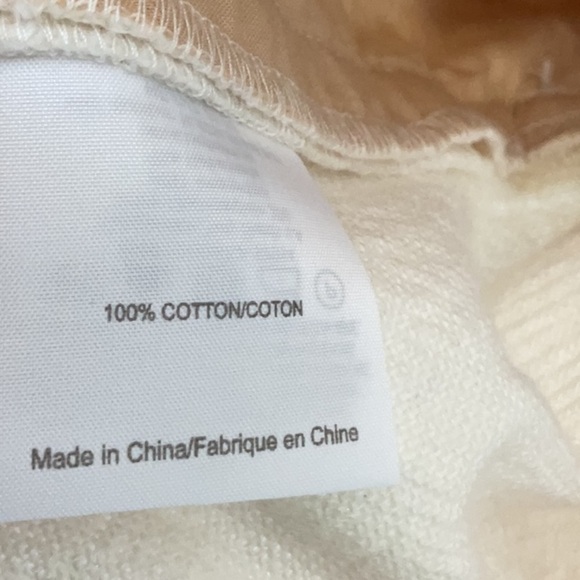 100% COTTON/COTON
Made in China/Fabrique en Chine